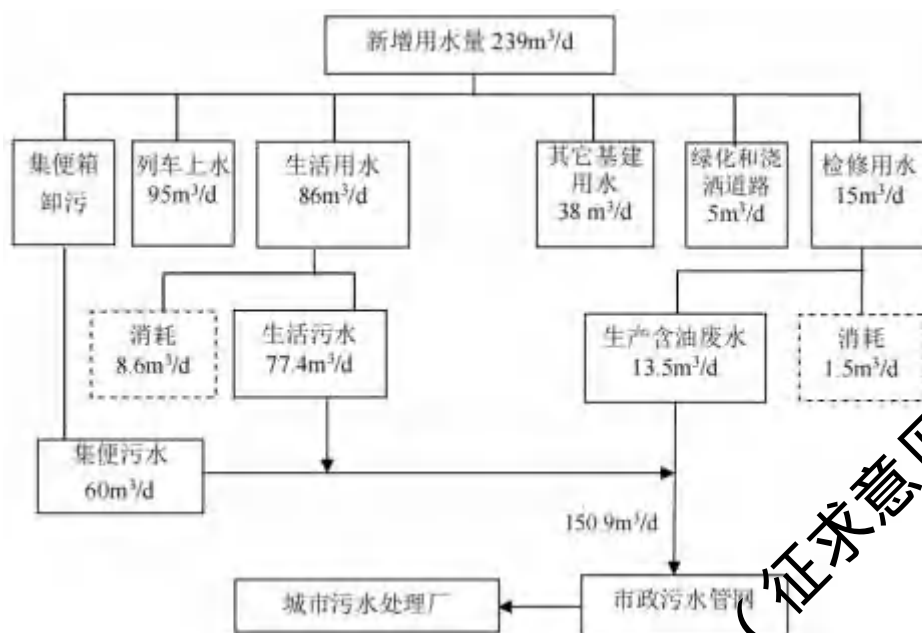 新增用水量 239m³/d
集便箱
卸污
列车上水
95m³/d
生活用水
86m³/d
其它基建
用水
38 m³/d
绿化和浇
洒道路
5m³/d
检修用水
15m³/d
消耗
8.6m³/d
生活污水
77.4m³/d
生产含油废水
13.5m³/d
消耗
1.5m³/d
集便污水
60m³/d
150.9m³/d
城市污水处理厂
市政污水管网
（征求意见